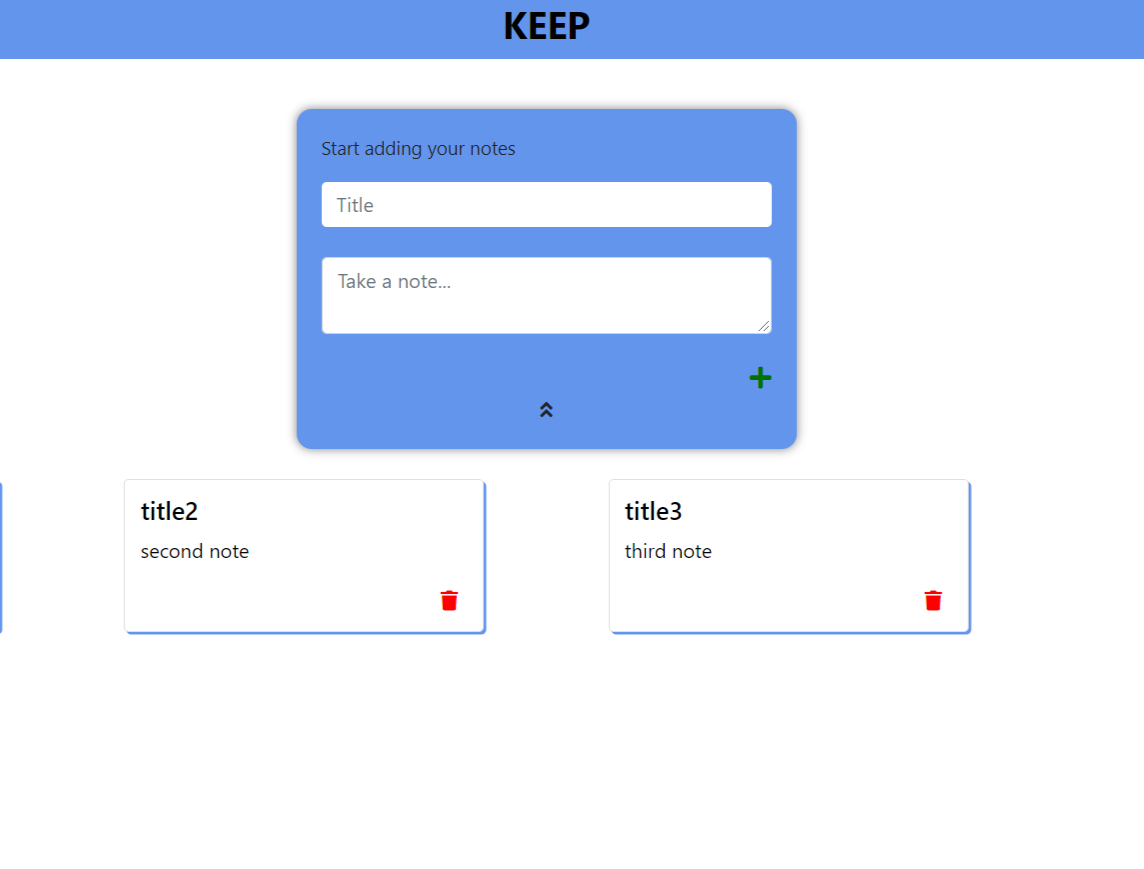 KEEP
Start adding your notes
Title
Take a note...
title2
second note
title3
third note